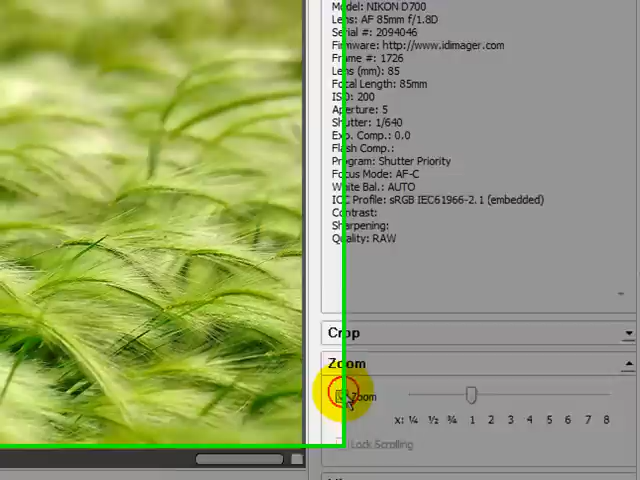 Model: NIKON D700
Lens: AF 85mm f/1.8D
Serial #: 2094046
Firmware: http://www.idimager.com
Frame #: 1726
Lens (mm): 85
Focal Length: 85mm
ISO: 200
Aperture: 5
Shutter: 1/640
Exp. Comp.: 0.0
Flash Comp.:
Program: Shutter Priority
Focus Mode: AF-C
White Bal.: AUTO
ICC Profile: sRGB IEC61966-2.1 (embedded)
Contrast:
Sharpening:
Quality: RAW
Crop
Zoom
Zoom
x: ¼ ½ ¾ 1 2 3 4 5 6 7 8
Lock Scrolling